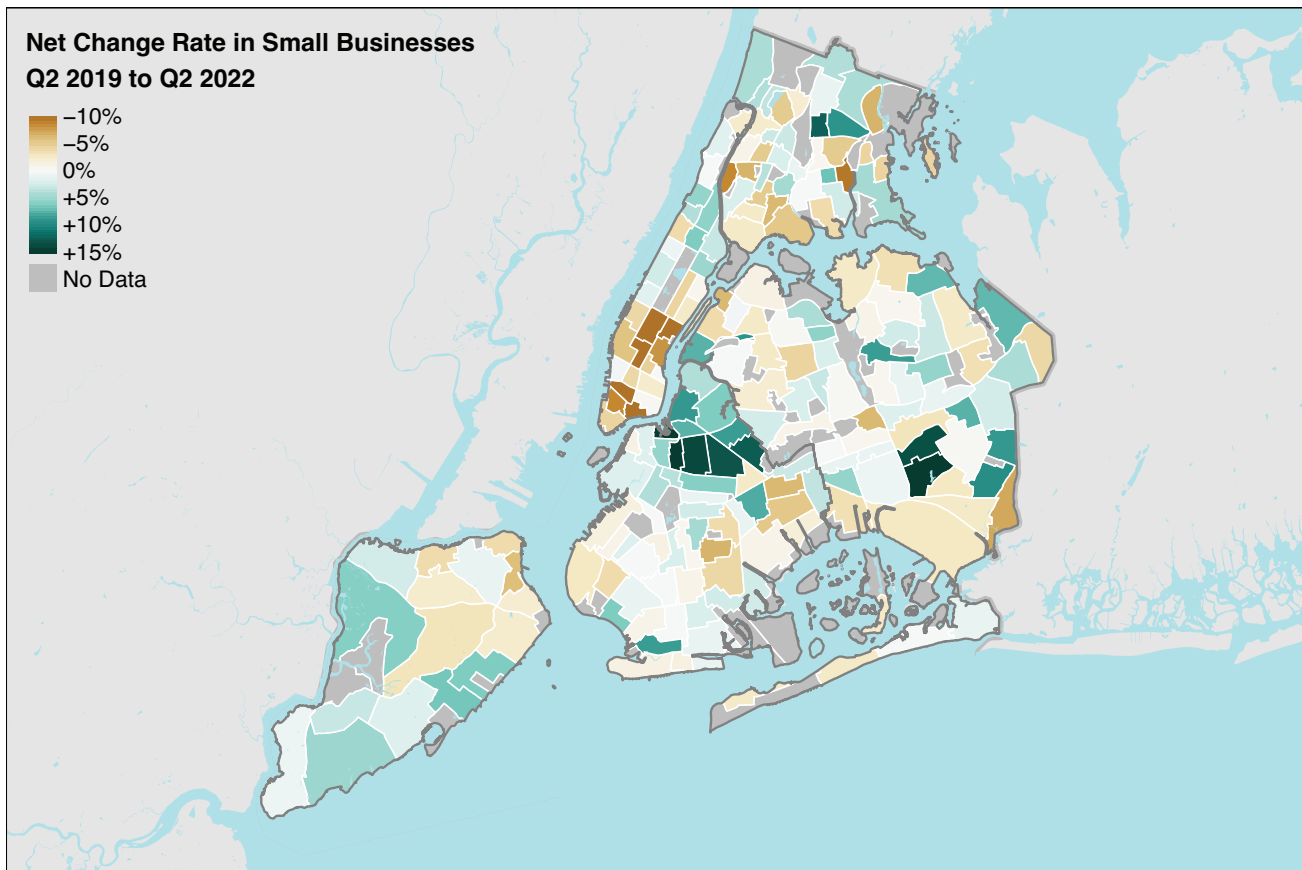 Net Change Rate in Small Businesses
Q2 2019 to Q2 2022
−10%
−5%
0%
+5%
+10%
+15%
No Data